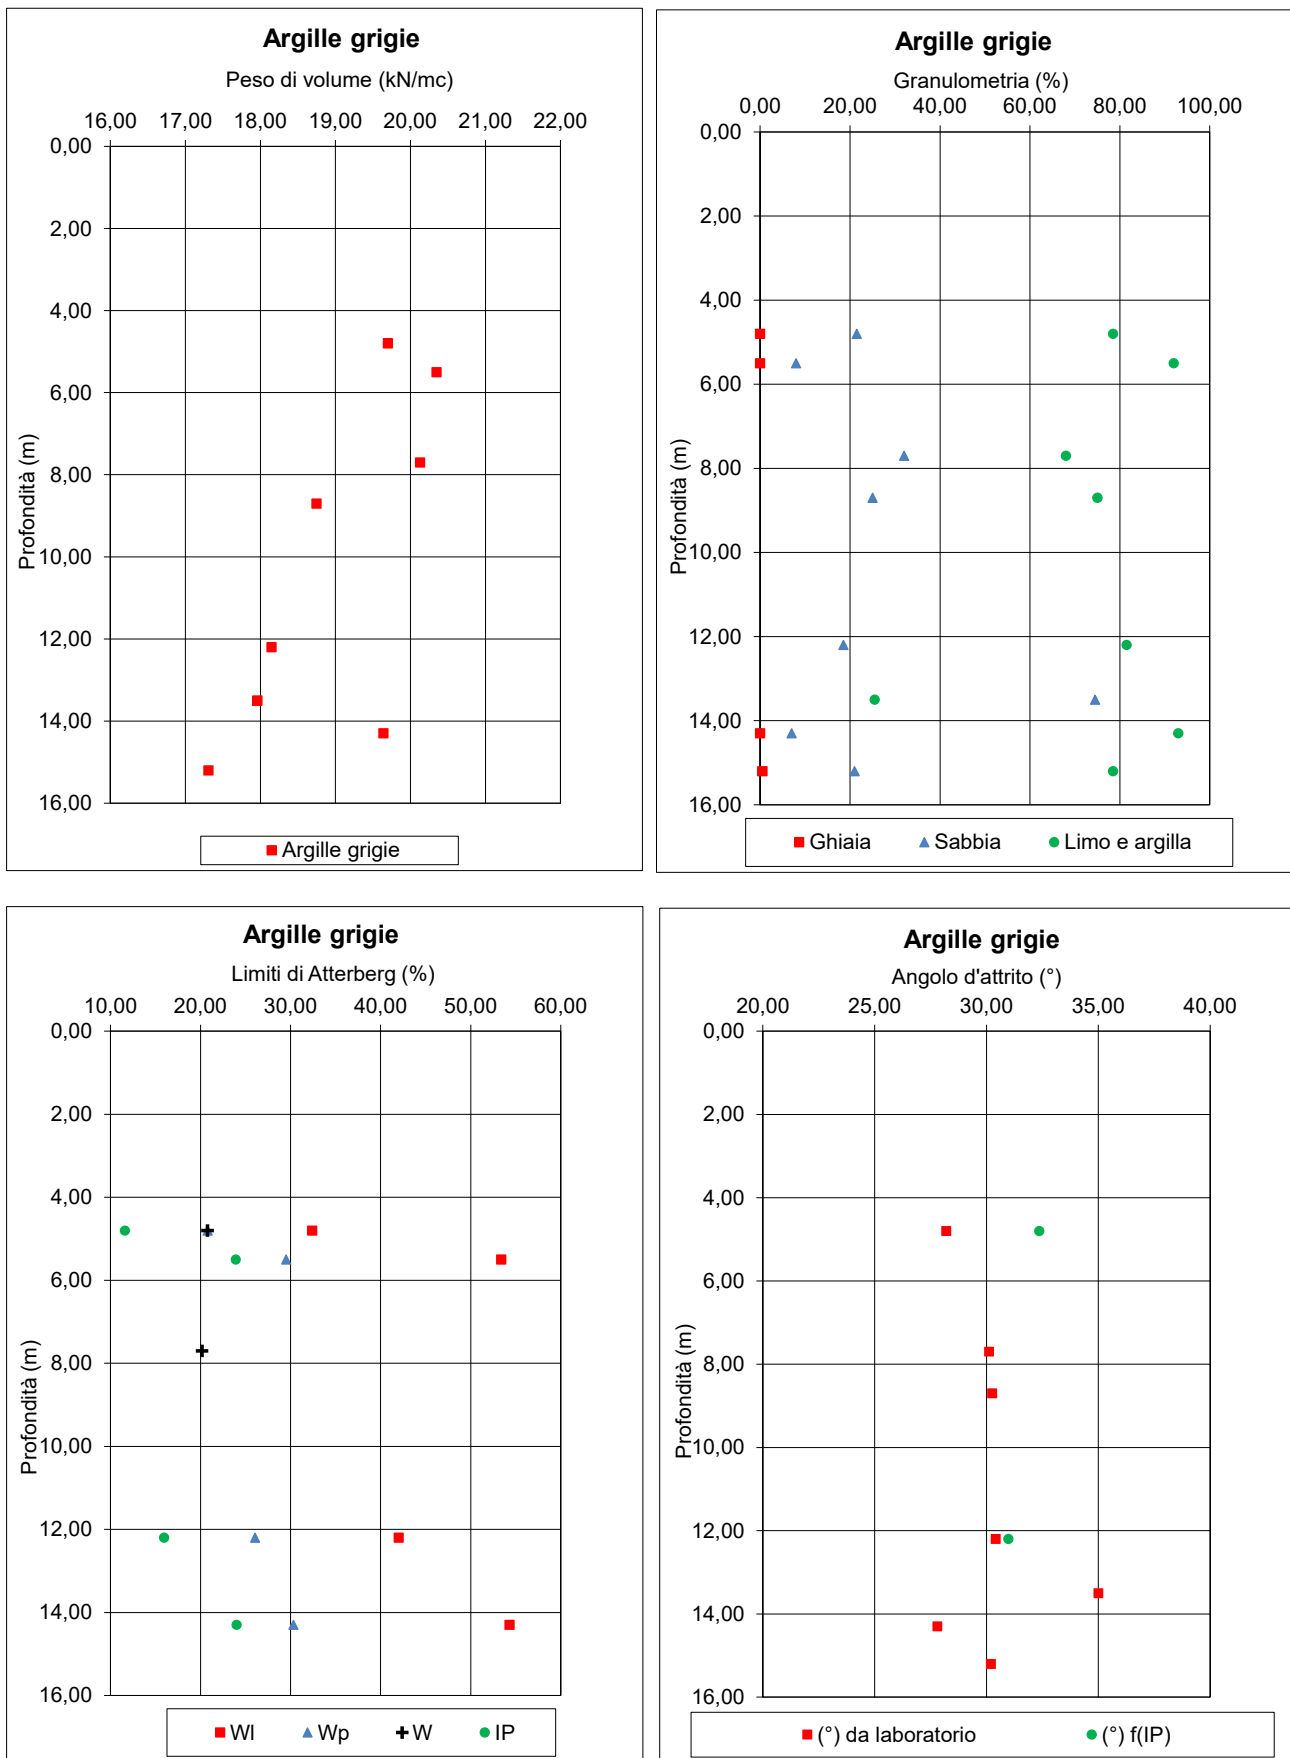 Argille grigie
Peso di volume (kN/mc)
16,00 17,00 18,00 19,00 20,00 21,00 22,00
0,00
2,00
4,00
6,00
8,00
10,00
12,00
14,00
16,00
Profondità (m)
Argille grigie
Argille grigie
Granulometria (%)
0,00 20,00 40,00 60,00 80,00 100,00
0,00
2,00
4,00
6,00
8,00
10,00
12,00
14,00
16,00
Profondità (m)
Ghiaia Sabbia Limo e argilla
Argille grigie
Limiti di Atterberg (%)
10,00 20,00 30,00 40,00 50,00 60,00
0,00
2,00
4,00
6,00
8,00
10,00
12,00
14,00
16,00
Profondità (m)
Wl Wp W IP
Argille grigie
Angolo d'attrito (°)
20,00 25,00 30,00 35,00 40,00
0,00
2,00
4,00
6,00
8,00
10,00
12,00
14,00
16,00
Profondità (m)
(°) da laboratorio (°) f(IP)